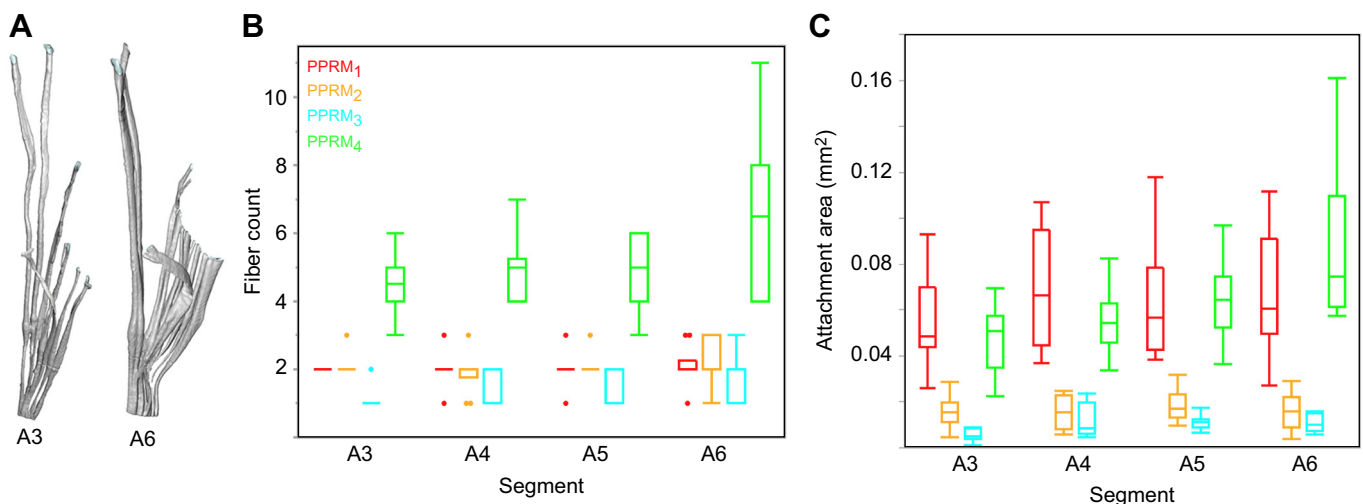 A
A3
A6
B
PPRM1
PPRM2
PPRM3
PPRM4
Fiber count
10
8
6
4
2
A3
A4
A5
A6
Segment
C
Attachment area (mm²)
0.16
0.12
0.08
0.04
A3
A4
A5
A6
Segment